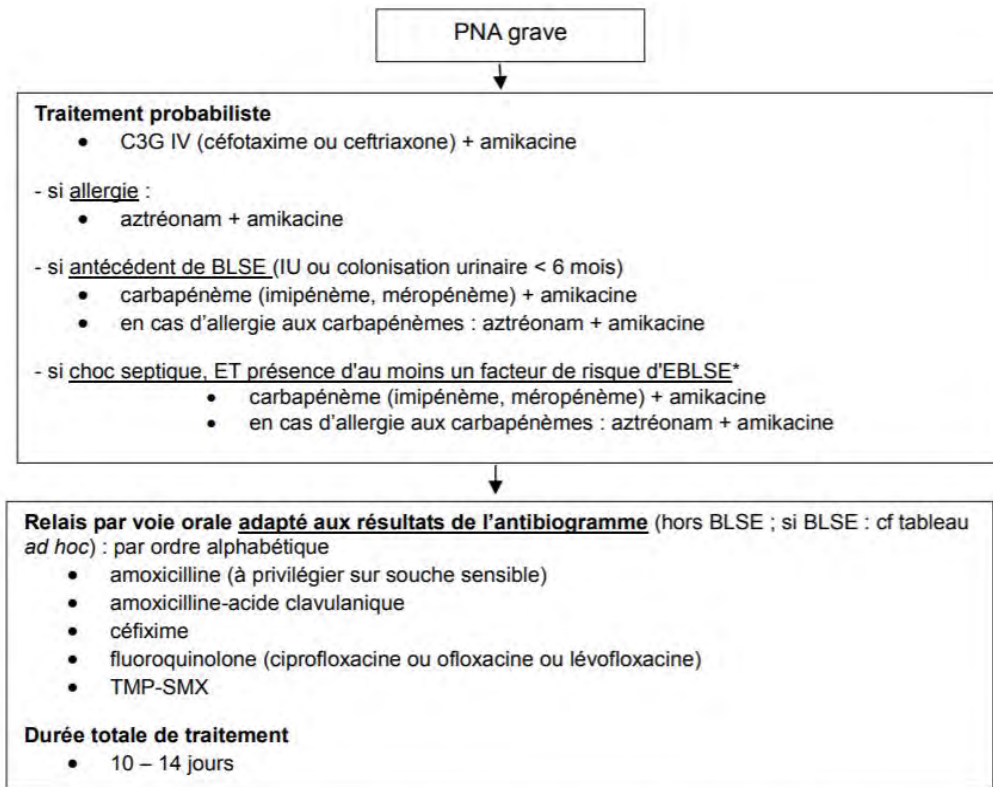 PNA grave
Traitement probabiliste
• C3G IV (céfotaxime ou ceftriaxone) + amikacine
- si allergie :
• aztréonam + amikacine
- si antécédent de BLSE (IU ou colonisation urinaire < 6 mois)
• carbapénème (imipénème, méropénème) + amikacine
• en cas d'allergie aux carbapénèmes : aztréonam + amikacine
- si choc septique, ET présence d'au moins un facteur de risque d'EBLSE*
• carbapénème (imipénème, méropénème) + amikacine
• en cas d'allergie aux carbapénèmes : aztréonam + amikacine
Relais par voie orale adapté aux résultats de l'antibiogramme (hors BLSE ; si BLSE : cf tableau
ad hoc) : par ordre alphabétique
• amoxicilline (à privilégier sur souche sensible)
• amoxicilline-acide clavulanique
• céfixime
• fluoroquinolone (ciprofloxacine ou ofloxacine ou lévofloxacine)
• TMP-SMX
Durée totale de traitement
• 10 – 14 jours